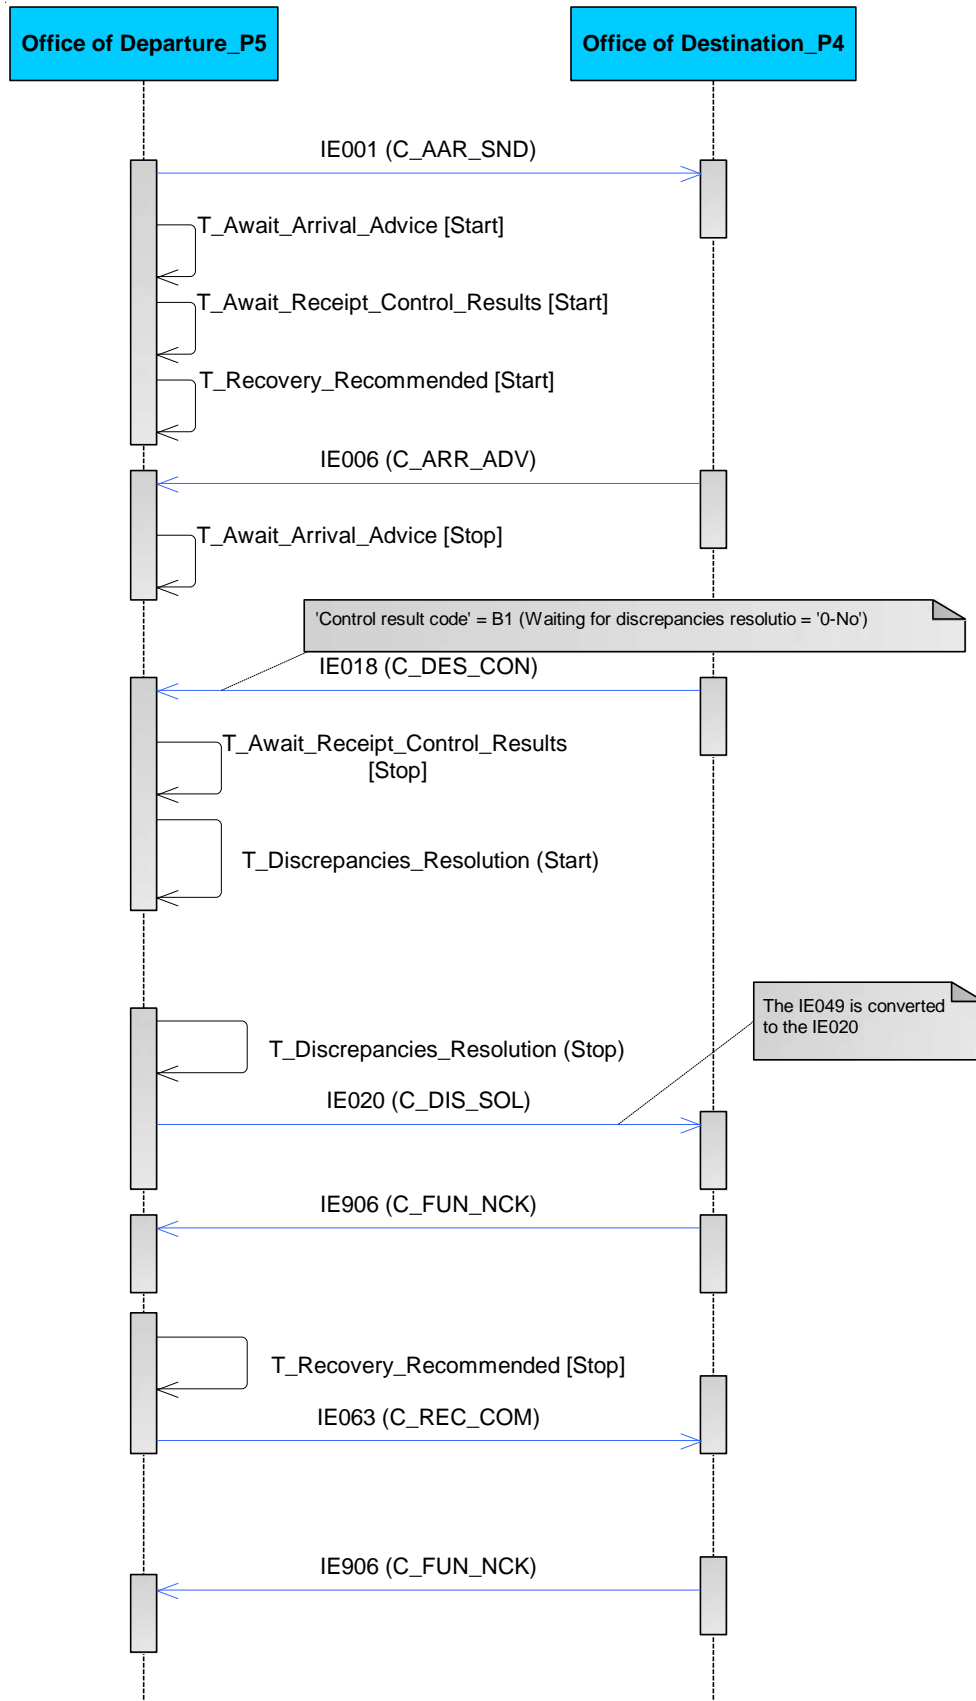 Office of Departure_P5
Office of Destination_P4
IE001 (C_AAR_SND)
T_Await_Arrival_Advice [Start]
T_Await_Receipt_Control_Results [Start]
T_Recovery_Recommended [Start]
IE006 (C_ARR_ADV)
T_Await_Arrival_Advice [Stop]
'Control result code' = B1 (Waiting for discrepancies resolutio = '0-No')
IE018 (C_DES_CON)
T_Await_Receipt_Control_Results
[Stop]
T_Discrepancies_Resolution (Start)
The IE049 is converted
to the IE020
T_Discrepancies_Resolution (Stop)
IE020 (C_DIS_SOL)
IE906 (C_FUN_NCK)
T_Recovery_Recommended [Stop]
IE063 (C_REC_COM)
IE906 (C_FUN_NCK)